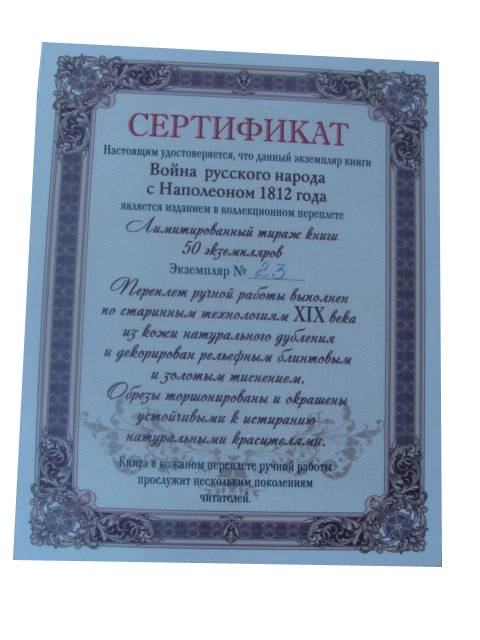 СЕРТИФИКАТ
Настоящим удостоверяется, что данный экземпляр книги
Война русского народа
с Наполеоном 1812 года
является изданием в коллекционном переплете
Лимитированный тираж книги
50 экземпляров
Экземпляр № 23
Переплет ручной работы выполнен
по старинным технологиям XIX века
из кожи натурального дубления
и декорирован рельефным блинтовым
и золотым тиснением.
Обрезы торшонированы и окрашены
устойчивыми к истиранию
натуральными красителями.
Книга в кожаном переплете ручной работы
прослужит нескольким поколениям
читателей.